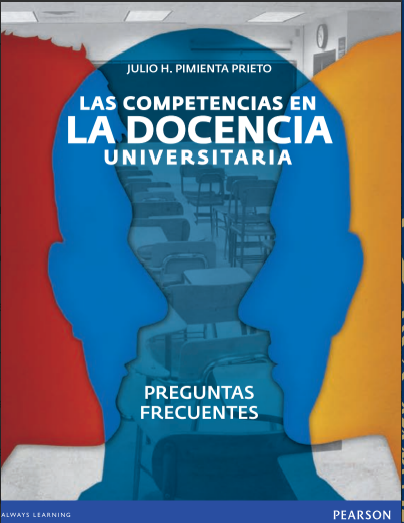 JULIO H. PIMIENTA PRIETO
LAS COMPETENCIAS EN
LA DOCENCIA
UNIVERSITARIA
PREGUNTAS
FRECUENTES
ALWAYS LEARNING
PEARSON